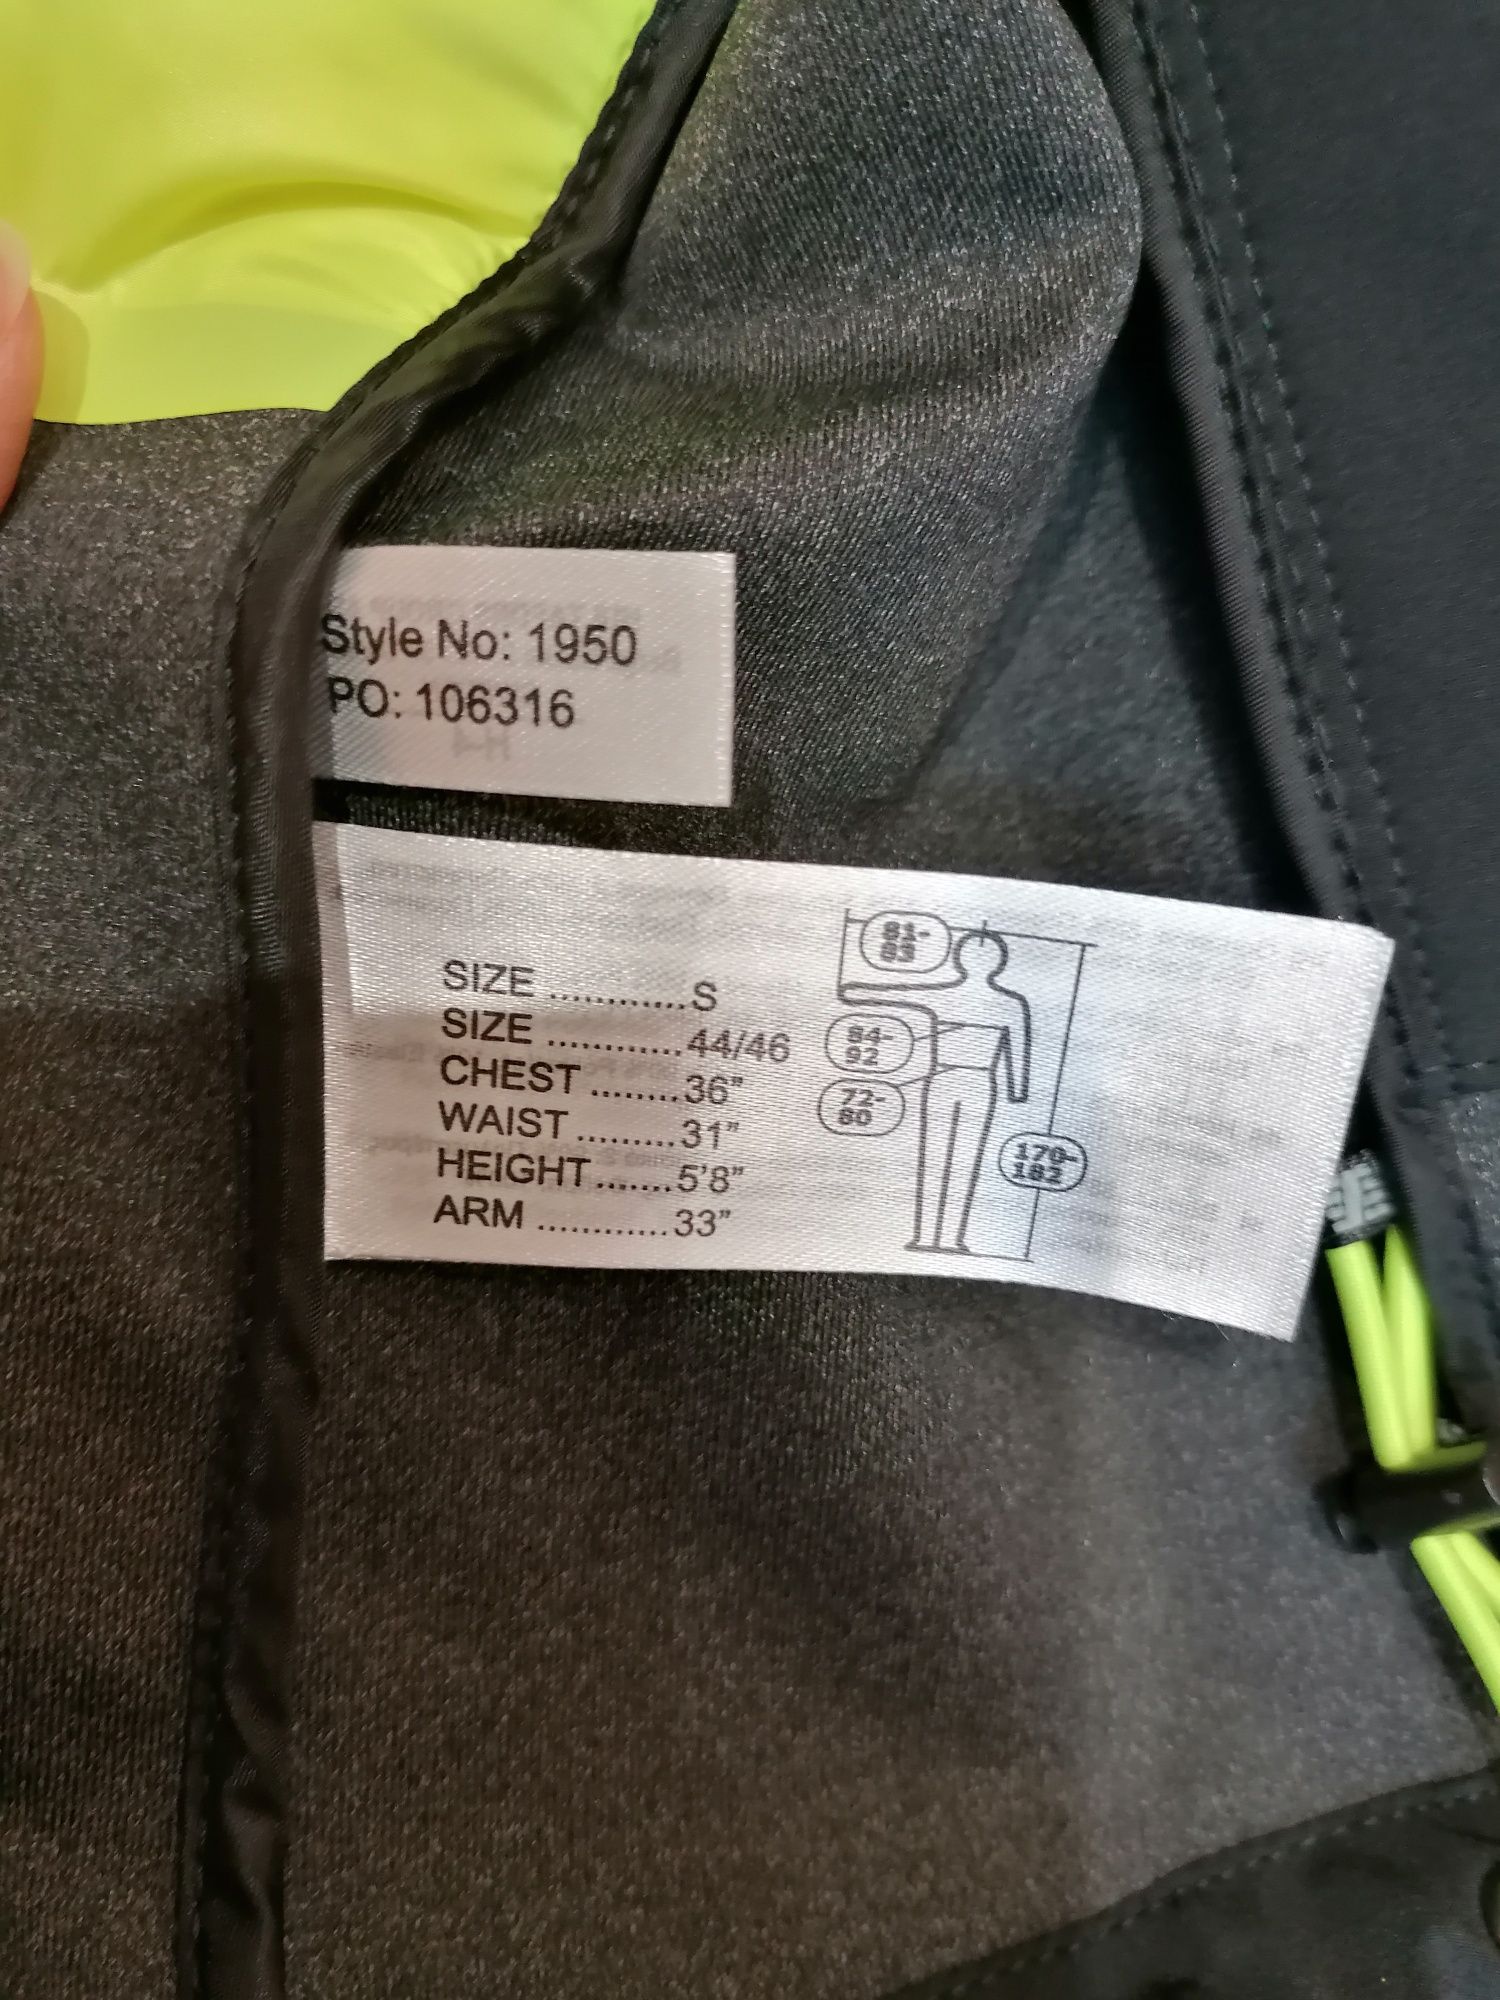 Style No: 1950
PO: 106316
SIZE ............S
SIZE ............44/46
CHEST ........36”
WAIST .........31”
HEIGHT.......5’8”
ARM ............33”
81-
83
84-
92
72-
80
170-
182